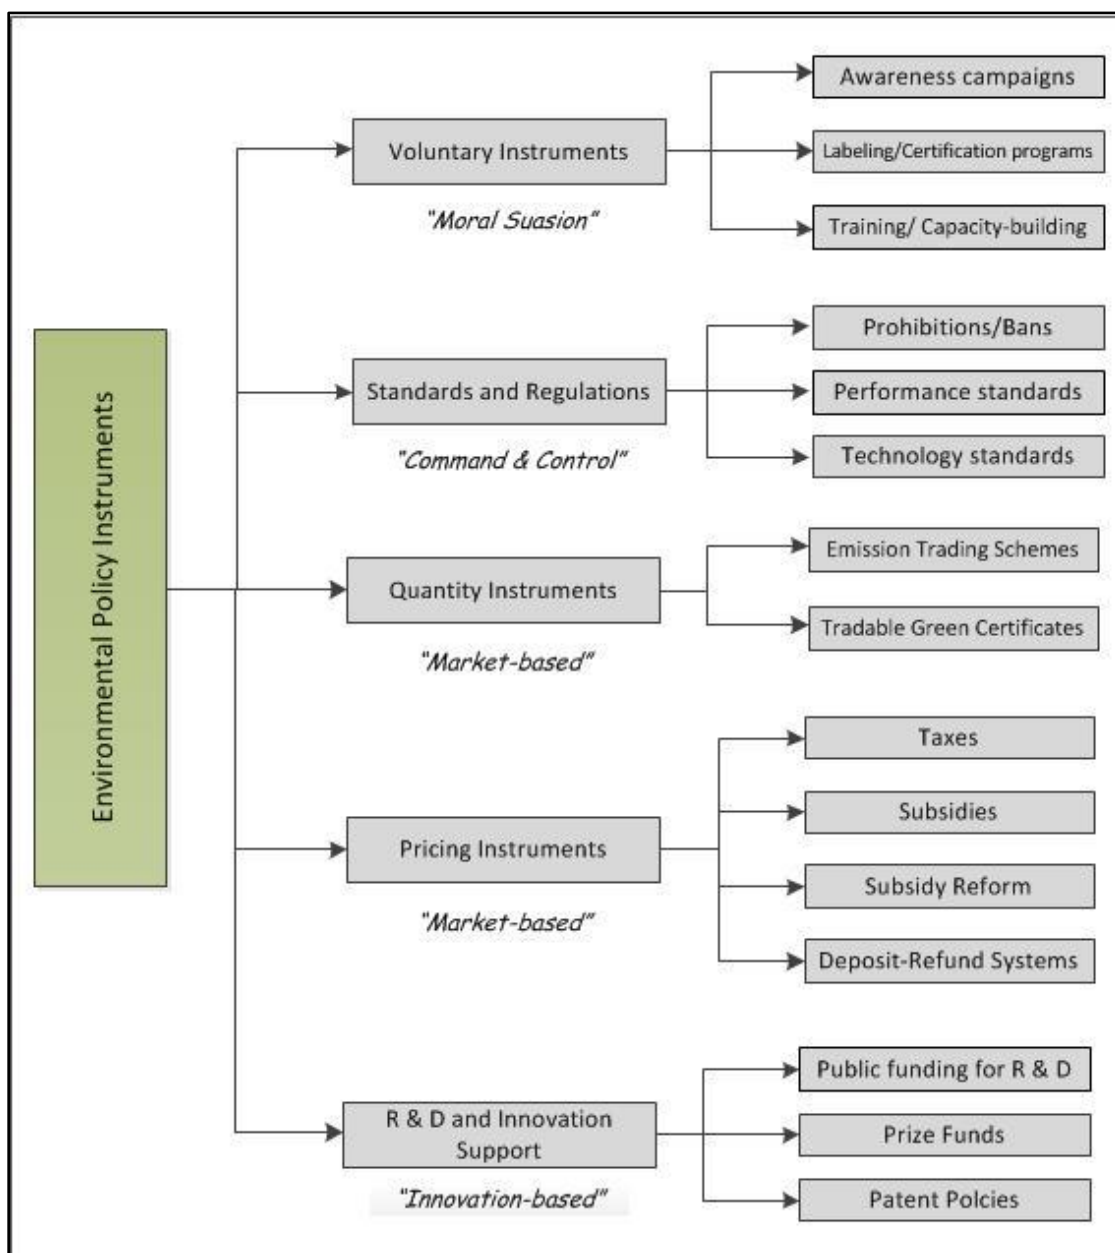 Environmental Policy Instruments
Voluntary Instruments
"Moral Suasion"
Awareness campaigns
Labeling/Certification programs
Training/ Capacity-building
Standards and Regulations
"Command & Control"
Prohibitions/Bans
Performance standards
Technology standards
Quantity Instruments
"Market-based"
Emission Trading Schemes
Tradable Green Certificates
Pricing Instruments
"Market-based"
Taxes
Subsidies
Subsidy Reform
Deposit-Refund Systems
R & D and Innovation
Support
"Innovation-based"
Public funding for R & D
Prize Funds
Patent Polcies